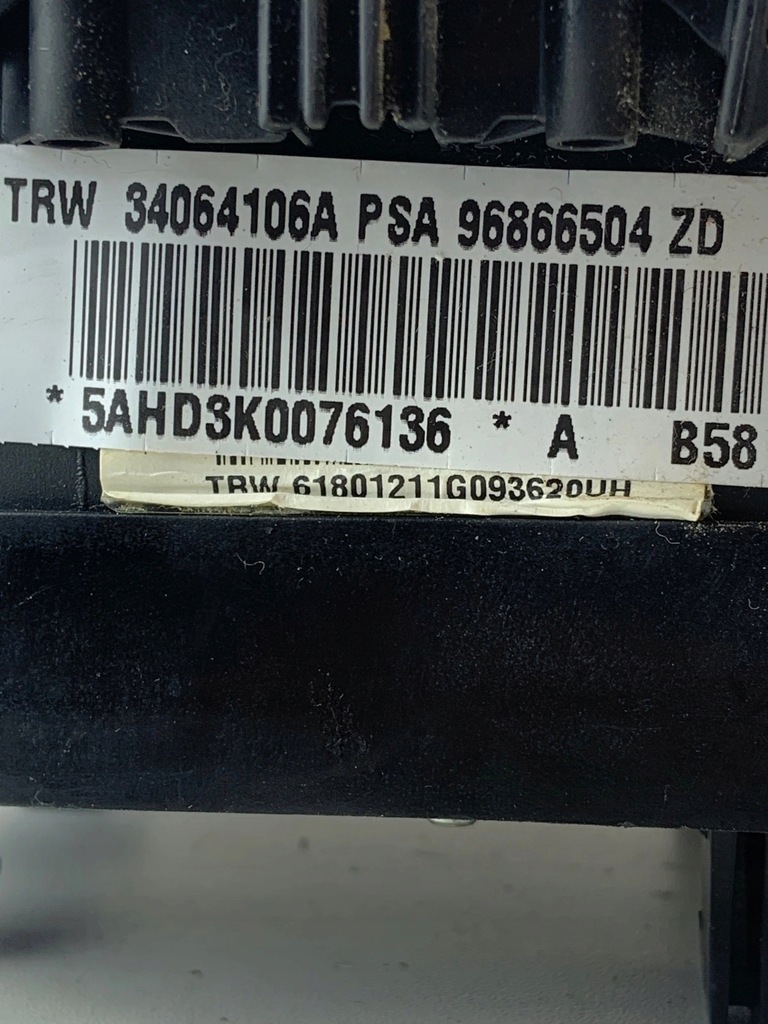 TRW 34064106A PSA 96866504 ZD
* 5AHD3K0076136 * A B58
TRW 61801211G093620UH